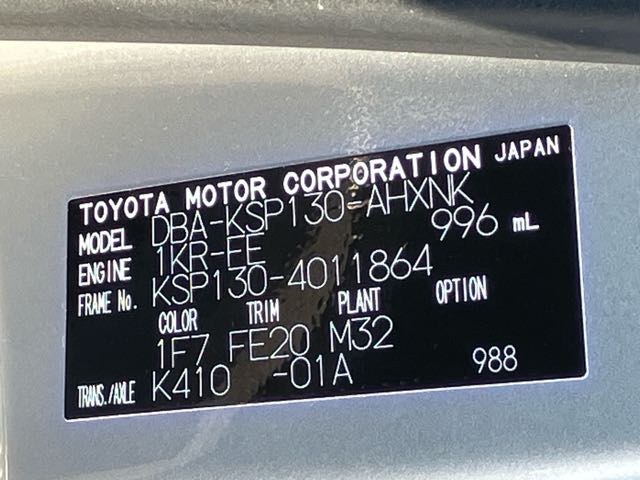 TOYOTA MOTOR CORPORATION JAPAN
MODEL DBA-KSP130-AHXNK
ENGINE 1KR-FE 996 mL
FRAME No. KSP130-4011864
COLOR TRIM PLANT OPTION
1F7 FE20 M32
TRANS./AXLE K410 -01A 988